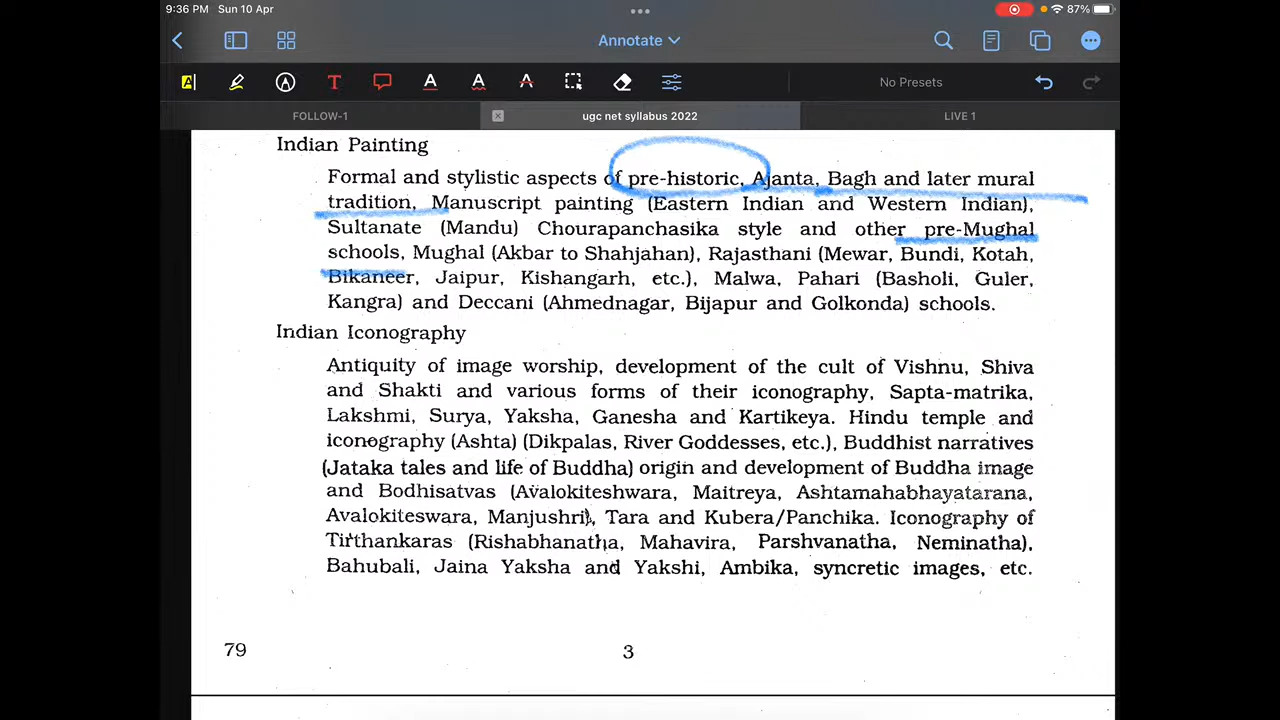 9:36 PM Sun 10 Apr
87%
Annotate
No Presets
FOLLOW-1
ugc net syllabus 2022
LIVE 1
Indian Painting
Formal and stylistic aspects of pre-historic, Ajanta, Bagh and later mural
tradition, Manuscript painting (Eastern Indian and Western Indian),
Sultanate (Mandu) Chourapanchasika style and other pre-Mughal
schools, Mughal (Akbar to Shahjahan), Rajasthani (Mewar, Bundi, Kotah,
Bikaneer, Jaipur, Kishangarh, etc.), Malwa, Pahari (Basholi, Guler,
Kangra) and Deccani (Ahmednagar, Bijapur and Golkonda) schools.
Indian Iconography
Antiquity of image worship, development of the cult of Vishnu, Shiva
and Shakti and various forms of their iconography, Sapta-matrika,
Lakshmi, Surya, Yaksha, Ganesha and Kartikeya. Hindu temple and
iconography (Ashta) (Dikpalas, River Goddesses, etc.), Buddhist narratives
(Jataka tales and life of Buddha) origin and development of Buddha image
and Bodhisatvas (Avalokiteshwara, Maitreya, Ashtamahabhayatarana,
Avalokiteswara, Manjushri), Tara and Kubera/Panchika. Iconography of
Tirthankaras (Rishabhanatha, Mahavira, Parshvanatha, Neminatha),
Bahubali, Jaina Yaksha and Yakshi, Ambika, syncretic images, etc.
79
3